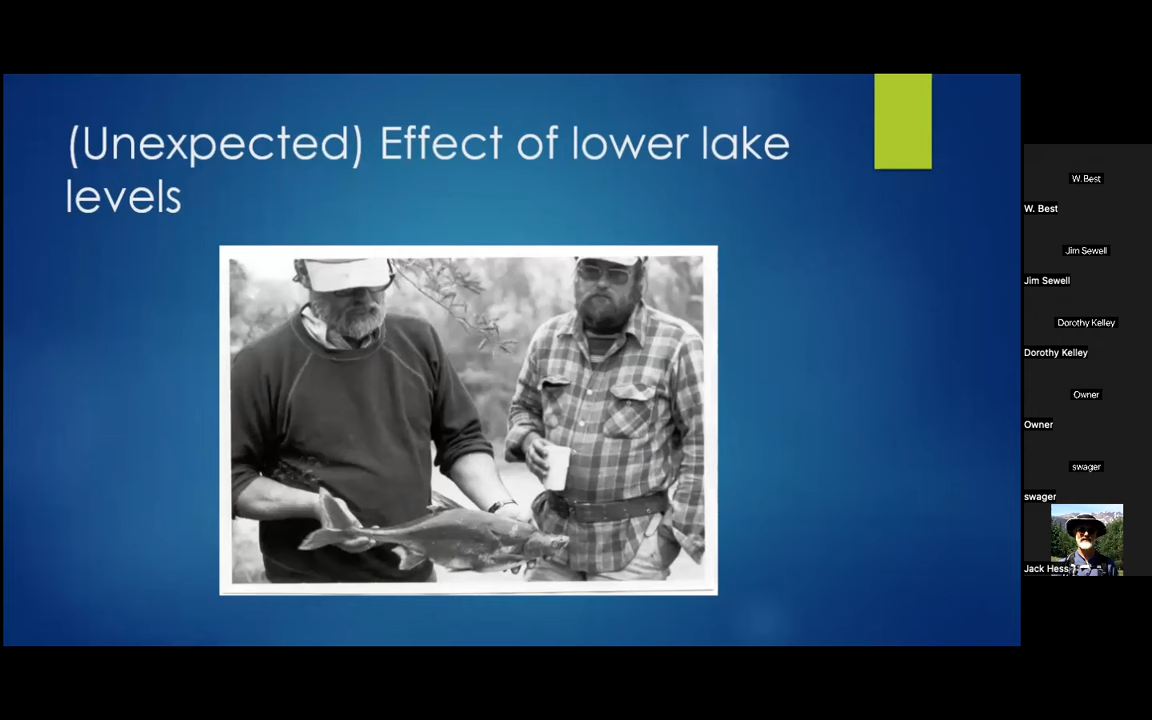 (Unexpected) Effect of lower lake
levels
W. Best
W. Best
Jim Sewell
Jim Sewell
Dorothy Kelley
Dorothy Kelley
Owner
Owner
swager
swager
Jack Hess